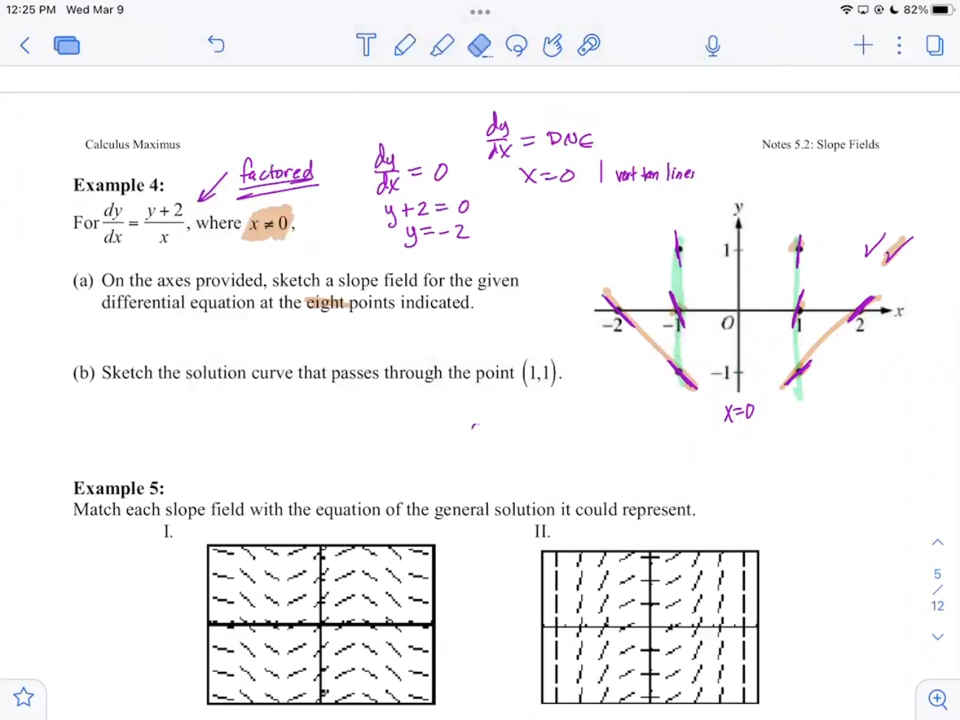 12:25 PM Wed Mar 9
82%
T
Calculus Maximus
Notes 5.2: Slope Fields
dy/dx = DNE
x=0 | vert tan lines
factored
dy/dx = 0
y+2=0
y=-2
Example 4:
For dy/dx = (y + 2)/x, where x ≠ 0,
(a) On the axes provided, sketch a slope field for the given
differential equation at the eight points indicated.
(b) Sketch the solution curve that passes through the point (1,1).
y
1
-2 -1 O 1 2 x
-1
x=0
Example 5:
Match each slope field with the equation of the general solution it could represent.
I. II.
5
/
12